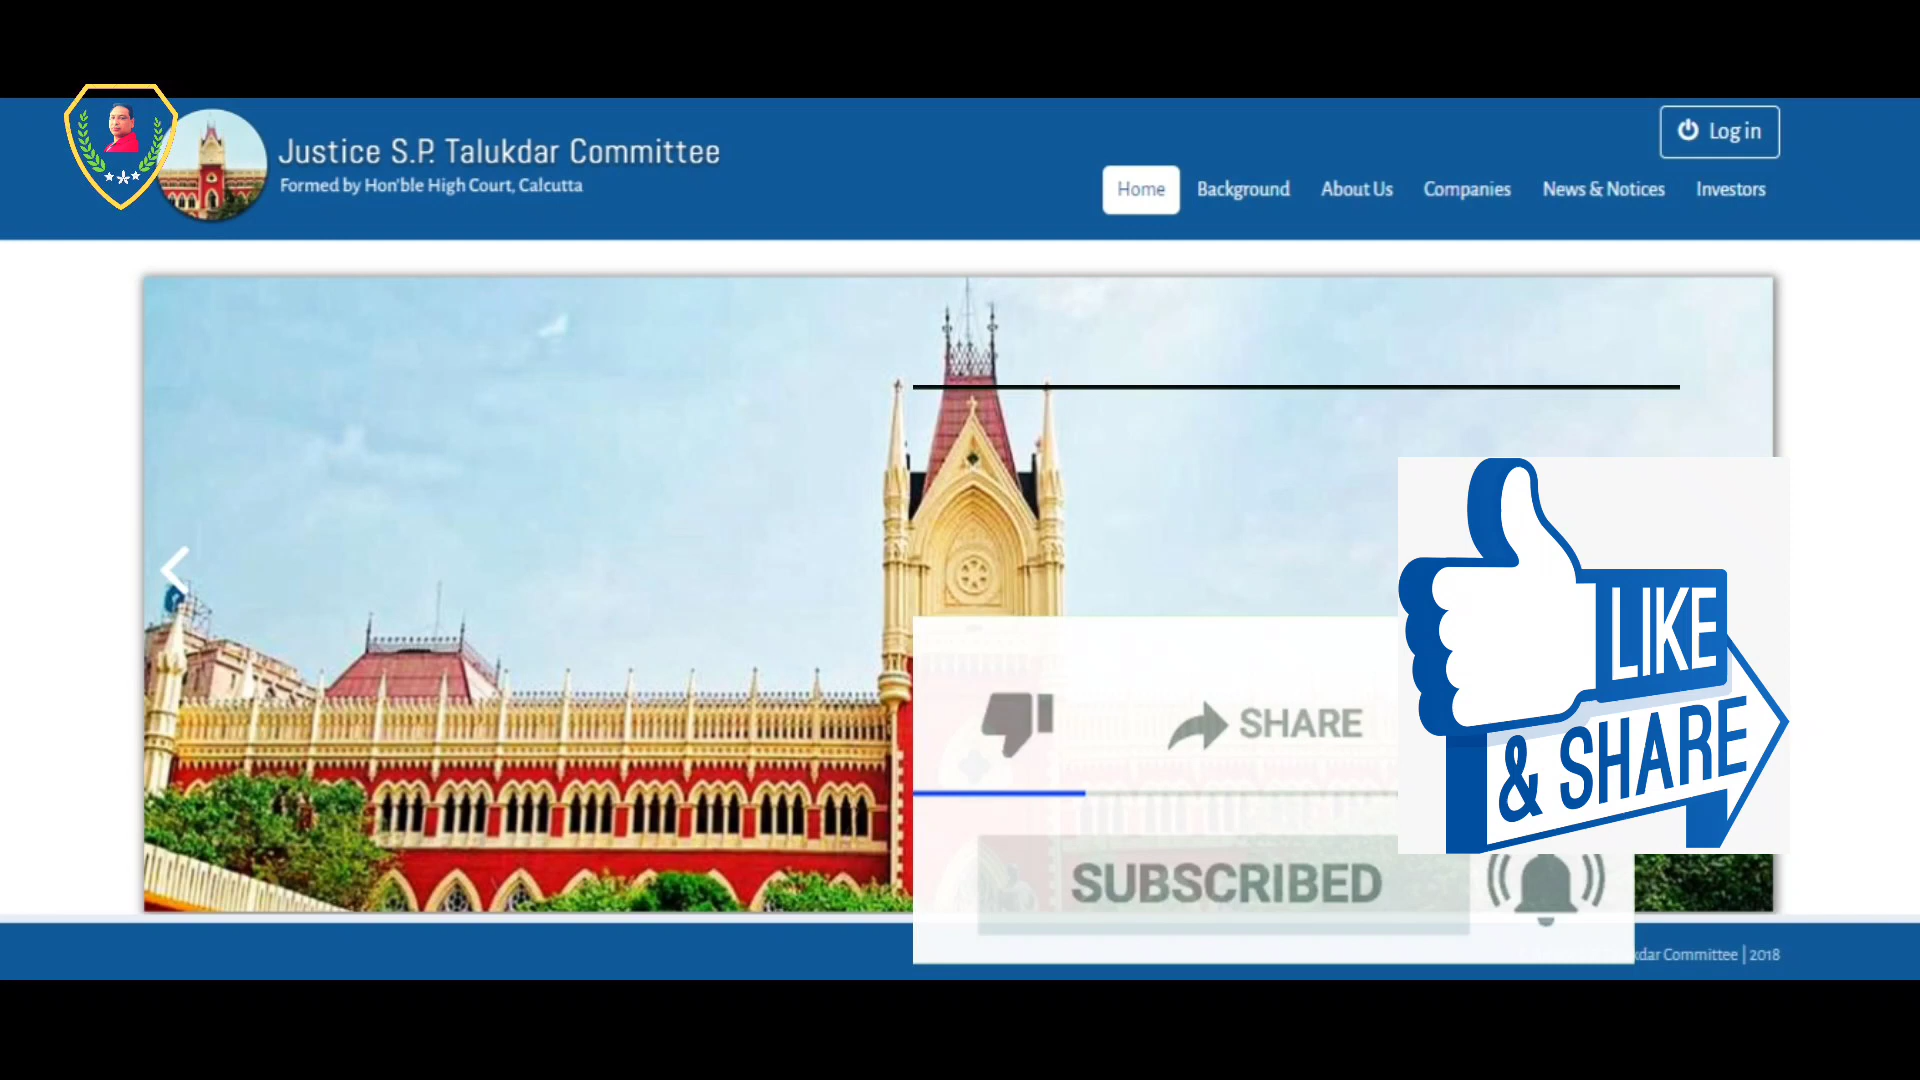 Log in
Justice S.P. Talukdar Committee
Formed by Hon'ble High Court, Calcutta
Home Background About Us Companies News & Notices Investors
LIKE
& SHARE
SHARE
SUBSCRIBED
Committee | 2018